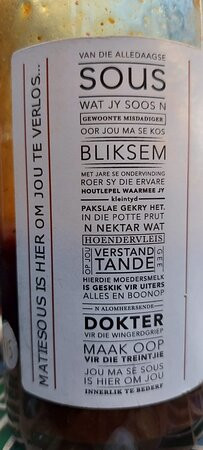 MATIESOUS IS HIER OM JOU TE VERLOS...
VAN DIE ALLEDAAGSE
SOUS
WAT JY SOOS N
GEWOONTE MISDADIGER
OOR JOU MA SE KOS
BLIKSEM
MET JARE SE ONDERVINDING
ROER SY DIE ERVARE
HOUTLEPEL WAARMEE JY
kleintyd
PAKSLAE GEKRY HET.
IN DIE POTTE PRUT
N NEKTAR WAT
HOENDERVLEIS
OP JOU VERSTAND GEE
TANDE
HIERDIE MOEDERSMELK
IS GESKIK VIR UITERS
ALLES EN BOONOP
N ALOMHEERSENDE
DOKTER
VIR DIE WINGERDGRIEP
MAAK OOP
VIR DIE TREINTJIE
JOU MA SE SOUS
IS HIER OM JOU
INNERLIK TE BEDERF